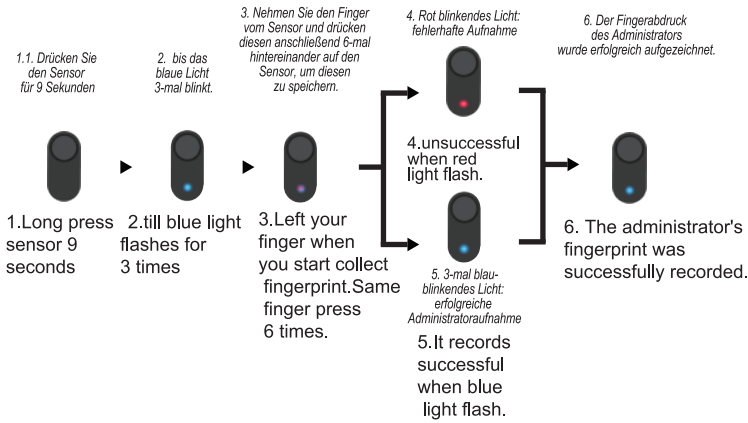 1.1. Drücken Sie
den Sensor
für 9 Sekunden
1.Long press
sensor 9
seconds
2. bis das
blaue Licht
3-mal blinkt.
2.till blue light
flashes for
3 times
3. Nehmen Sie den Finger
vom Sensor und drücken
diesen anschließend 6-mal
hintereinander auf den
Sensor, um diesen
zu speichern.
3.Left your
finger when
you start collect
fingerprint.Same
finger press
6 times.
4. Rot blinkendes Licht:
fehlerhafte Aufnahme
4.unsuccessful
when red
light flash.
5. 3-mal blau-
blinkendes Licht:
erfolgreiche
Administratoraufnahme
5.It records
successful
when blue
light flash.
6. Der Fingerabdruck
des Administrators
wurde erfolgreich aufgezeichnet.
6. The administrator's
fingerprint was
successfully recorded.